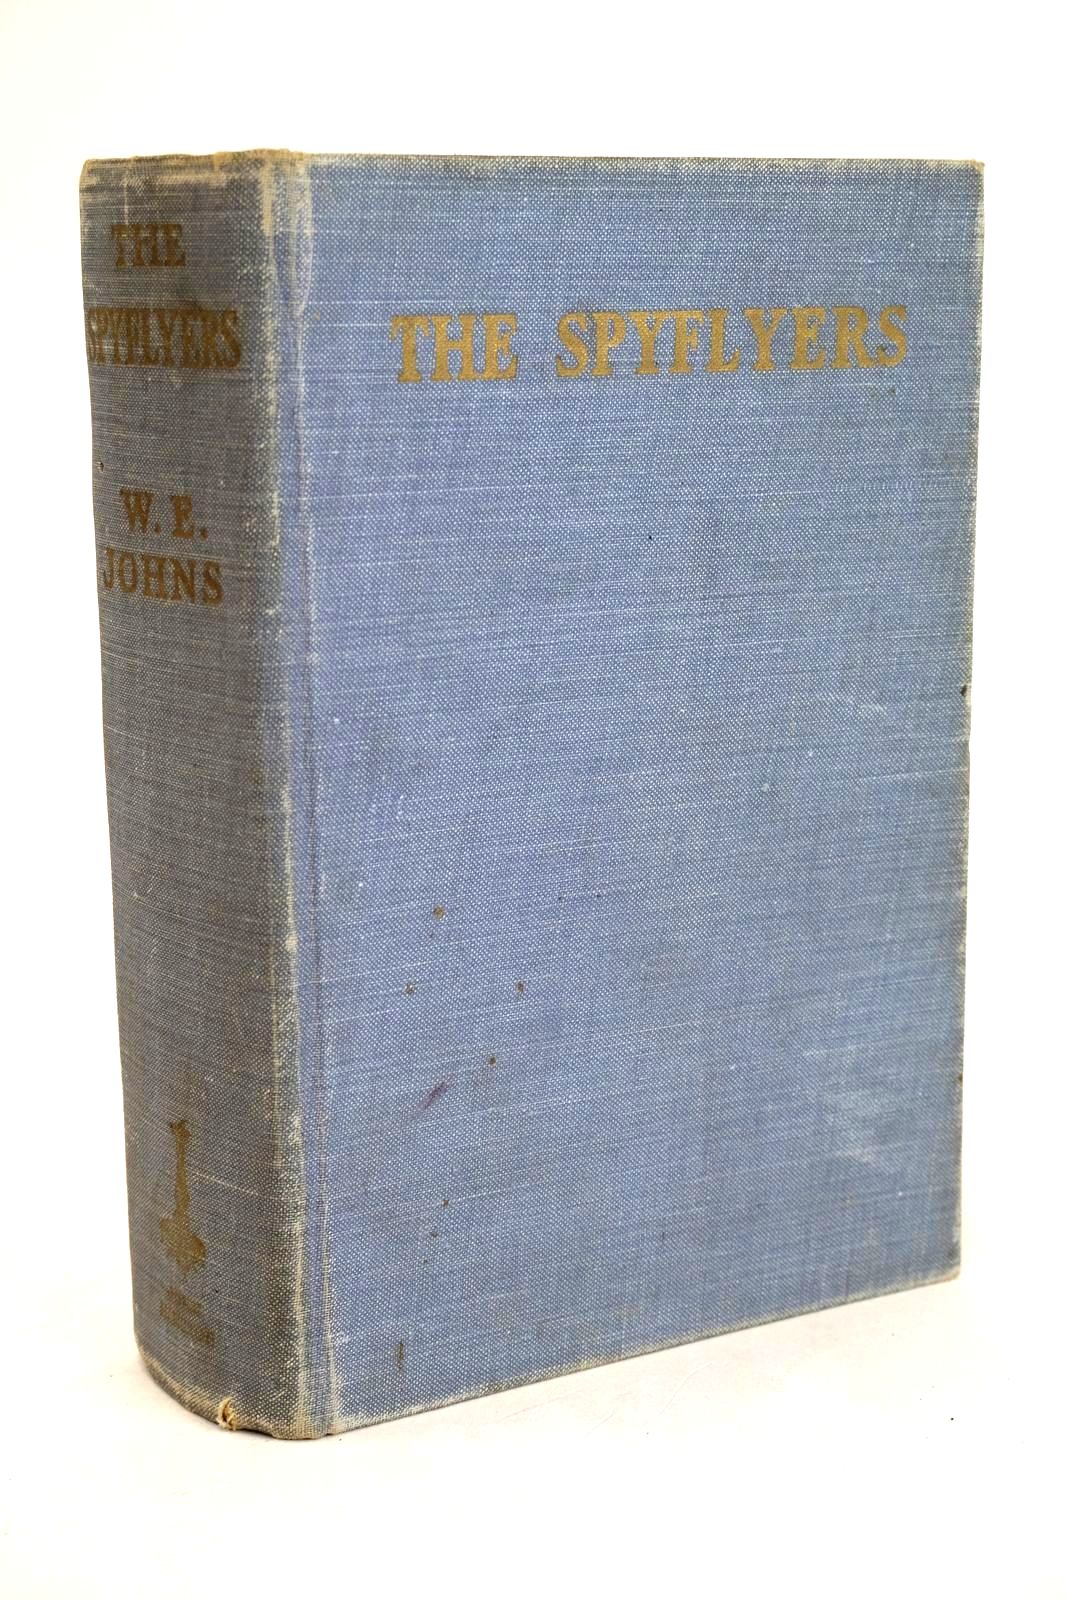 THE
SPYFLYERS
W. E.
JOHNS
THE SPYFLYERS